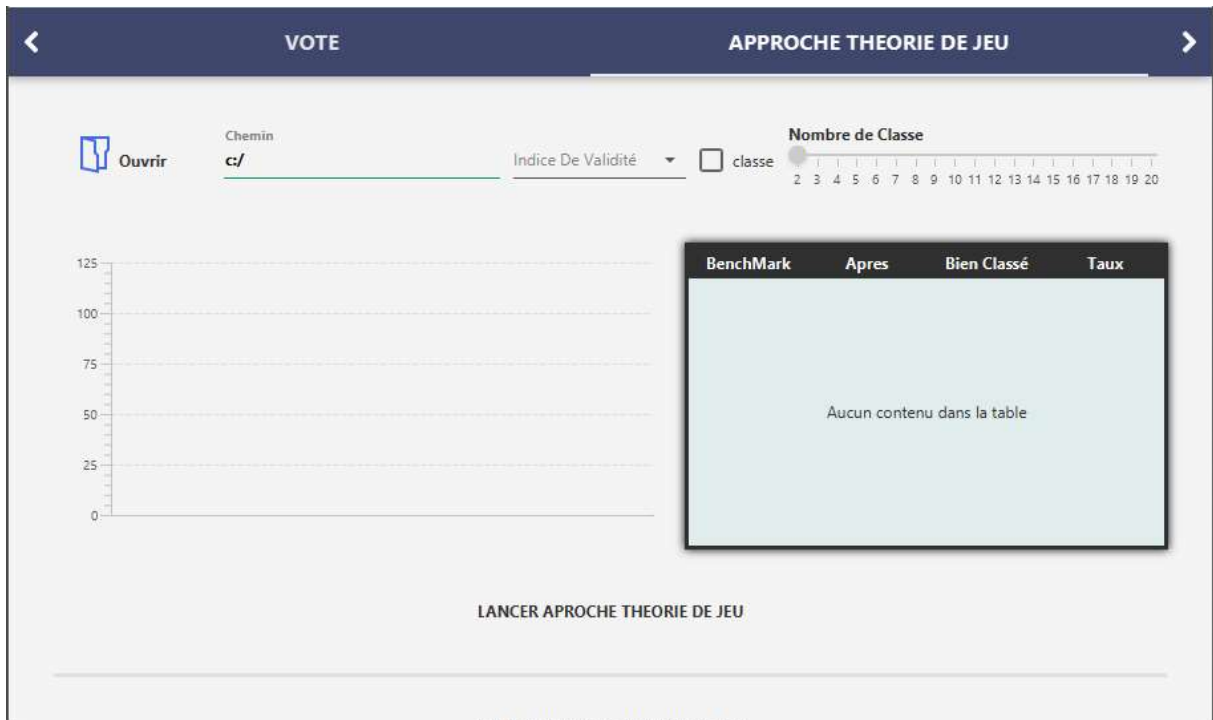 VOTE APPROCHE THEORIE DE JEU
Chemin
Ouvrir c:/
Indice De Validité
classe
Nombre de Classe
2 3 4 5 6 7 8 9 10 11 12 13 14 15 16 17 18 19 20
125
100
75
50
25
0
BenchMark Apres Bien Classé Taux
Aucun contenu dans la table
LANCER APROCHE THEORIE DE JEU